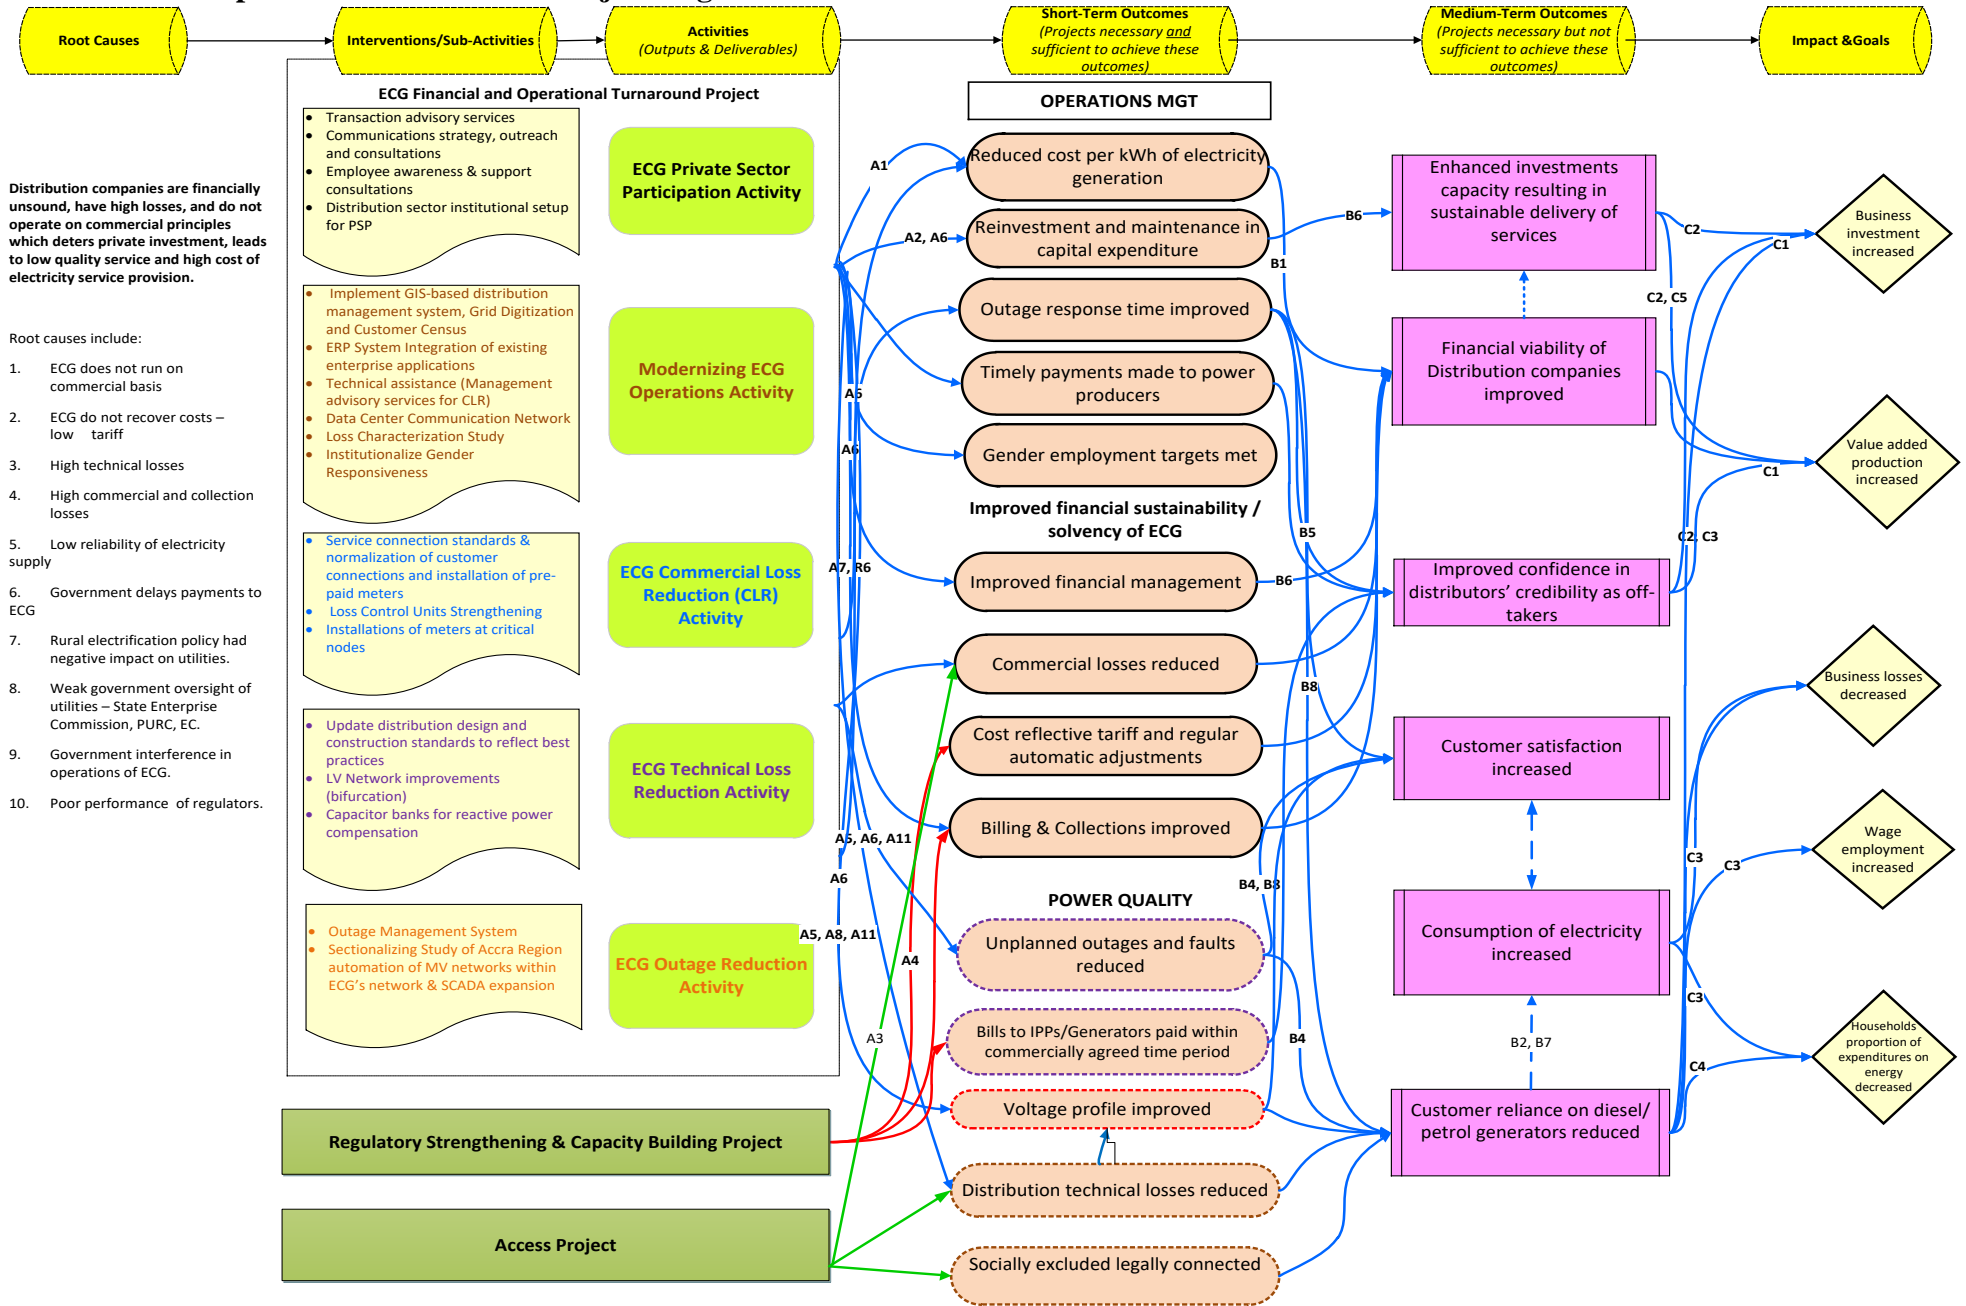 Root Causes
Interventions/Sub-Activities
Activities
(Outputs & Deliverables)
Short-Term Outcomes
(Projects necessary and
sufficient to achieve these
outcomes)
Medium-Term Outcomes
(Projects necessary but not
sufficient to achieve these
outcomes)
Impact &Goals
Distribution companies are financially
unsound, have high losses, and do not
operate on commercial principles
which deters private investment, leads
to low quality service and high cost of
electricity service provision.
Root causes include:
1. ECG does not run on
commercial basis
2. ECG do not recover costs –
low tariff
3. High technical losses
4. High commercial and collection
losses
5. Low reliability of electricity
supply
6. Government delays payments to
ECG
7. Rural electrification policy had
negative impact on utilities.
8. Weak government oversight of
utilities – State Enterprise
Commission, PURC, EC.
9. Government interference in
operations of ECG.
10. Poor performance of regulators.
ECG Financial and Operational Turnaround Project
• Transaction advisory services
• Communications strategy, outreach
and consultations
• Employee awareness & support
consultations
• Distribution sector institutional setup
for PSP
ECG Private Sector
Participation Activity
• Implement GIS-based distribution
management system, Grid Digitization
and Customer Census
• ERP System Integration of existing
enterprise applications
• Technical assistance (Management
advisory services for CLR)
• Data Center Communication Network
• Loss Characterization Study
• Institutionalize Gender
Responsiveness
Modernizing ECG
Operations Activity
• Service connection standards &
normalization of customer
connections and installation of pre-
paid meters
• Loss Control Units Strengthening
• Installations of meters at critical
nodes
ECG Commercial Loss
Reduction (CLR)
Activity
• Update distribution design and
construction standards to reflect best
practices
• LV Network improvements
(bifurcation)
• Capacitor banks for reactive power
compensation
ECG Technical Loss
Reduction Activity
• Outage Management System
• Sectionalizing Study of Accra Region
automation of MV networks within
ECG's network & SCADA expansion
ECG Outage Reduction
Activity
Regulatory Strengthening & Capacity Building Project
Access Project
A1
A2, A6
A6
A6
A7, R6
A5, A6, A11
A6
A5, A8, A11
A4
A3
OPERATIONS MGT
Reduced cost per kWh of electricity
generation
Reinvestment and maintenance in
capital expenditure
Outage response time improved
Timely payments made to power
producers
Gender employment targets met
Improved financial sustainability /
solvency of ECG
Improved financial management
Commercial losses reduced
Cost reflective tariff and regular
automatic adjustments
Billing & Collections improved
POWER QUALITY
Unplanned outages and faults
reduced
Bills to IPPs/Generators paid within
commercially agreed time period
Voltage profile improved
Distribution technical losses reduced
Socially excluded legally connected
B6
B1
B5
B6
B8
B4, B8
B4
Enhanced investments
capacity resulting in
sustainable delivery of
services
Financial viability of
Distribution companies
improved
Improved confidence in
distributors' credibility as off-
takers
Customer satisfaction
increased
Consumption of electricity
increased
B2, B7
Customer reliance on diesel/
petrol generators reduced
C2
C1
C2, C5
C1
C2, C3
C3
C3
C3
C4
Business
investment
increased
Value added
production
increased
Business losses
decreased
Wage
employment
increased
Households
proportion of
expenditures on
energy
decreased